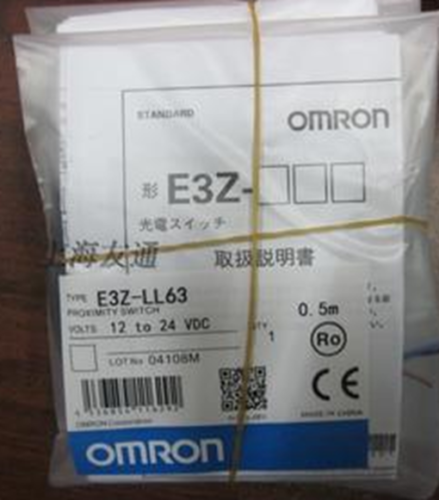 STANDARD
OMRON
形 E3Z-□□□
光電スイッチ
上海友通
取扱説明書
TYPE E3Z-LL63
PROXIMITY SWITCH
0.5m
VOLTS 12 to 24 VDC
QTY. 1
Ro
LOT No 04108M
CE
OMRON Corporation
MADE IN CHINA
OMRON